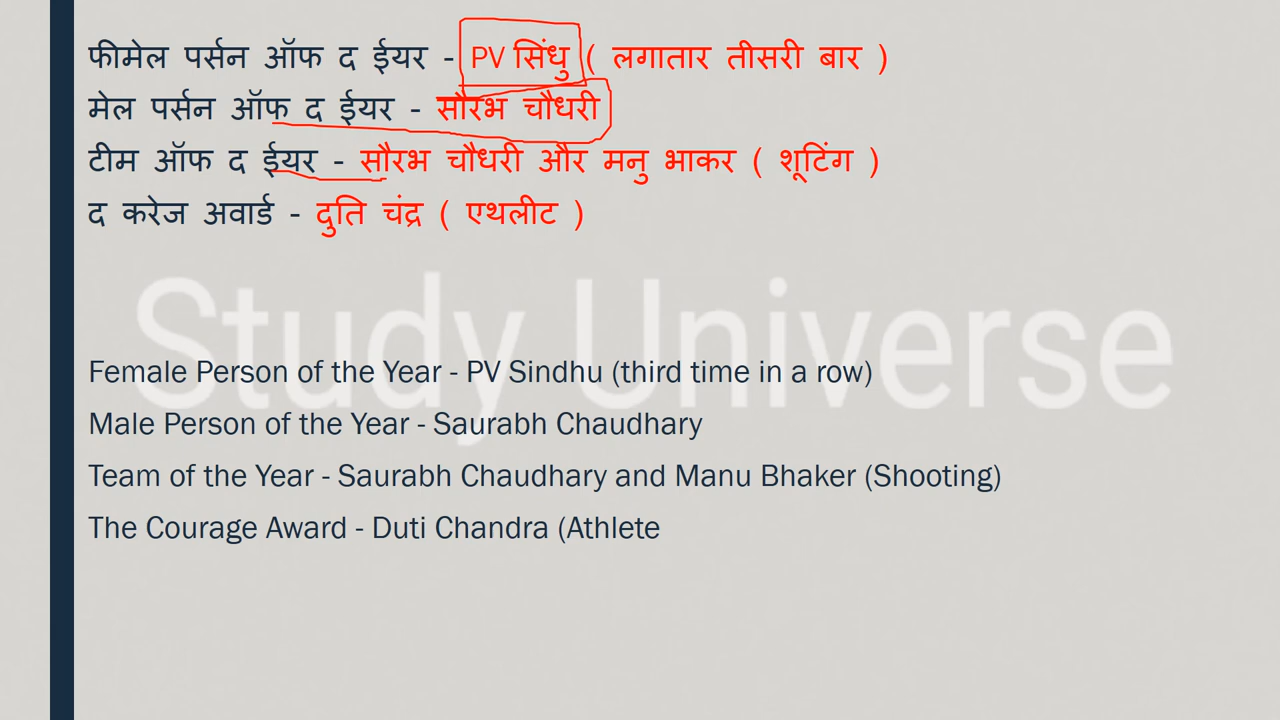 फीमेल पर्सन ऑफ द ईयर - PV सिंधु ( लगातार तीसरी बार )
मेल पर्सन ऑफ द ईयर - सौरभ चौधरी
टीम ऑफ द ईयर - सौरभ चौधरी और मनु भाकर ( शूटिंग )
द करेज अवार्ड - दुति चंद्र ( एथलीट )
Study Universe
Female Person of the Year - PV Sindhu (third time in a row)
Male Person of the Year - Saurabh Chaudhary
Team of the Year - Saurabh Chaudhary and Manu Bhaker (Shooting)
The Courage Award - Duti Chandra (Athlete